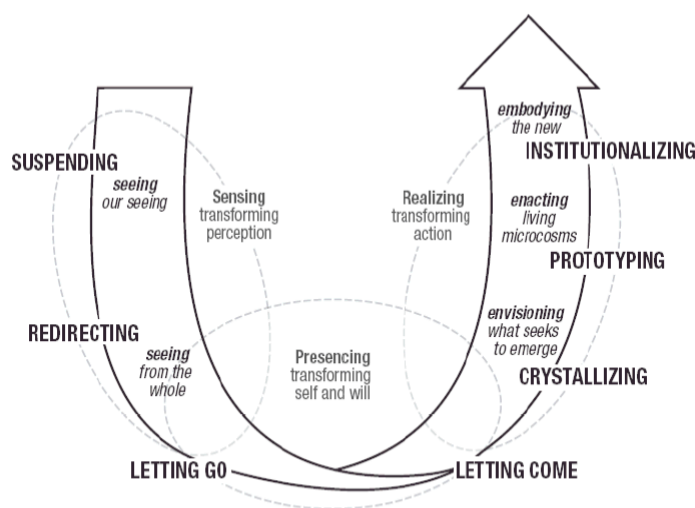 SUSPENDING
seeing
our seeing
Sensing
transforming
perception
REDIRECTING
seeing
from the
whole
LETTING GO
Presencing
transforming
self and will
LETTING COME
CRYSTALLIZING
envisioning
what seeks
to emerge
PROTOTYPING
enacting
living
microcosms
Realizing
transforming
action
INSTITUTIONALIZING
embodying
the new